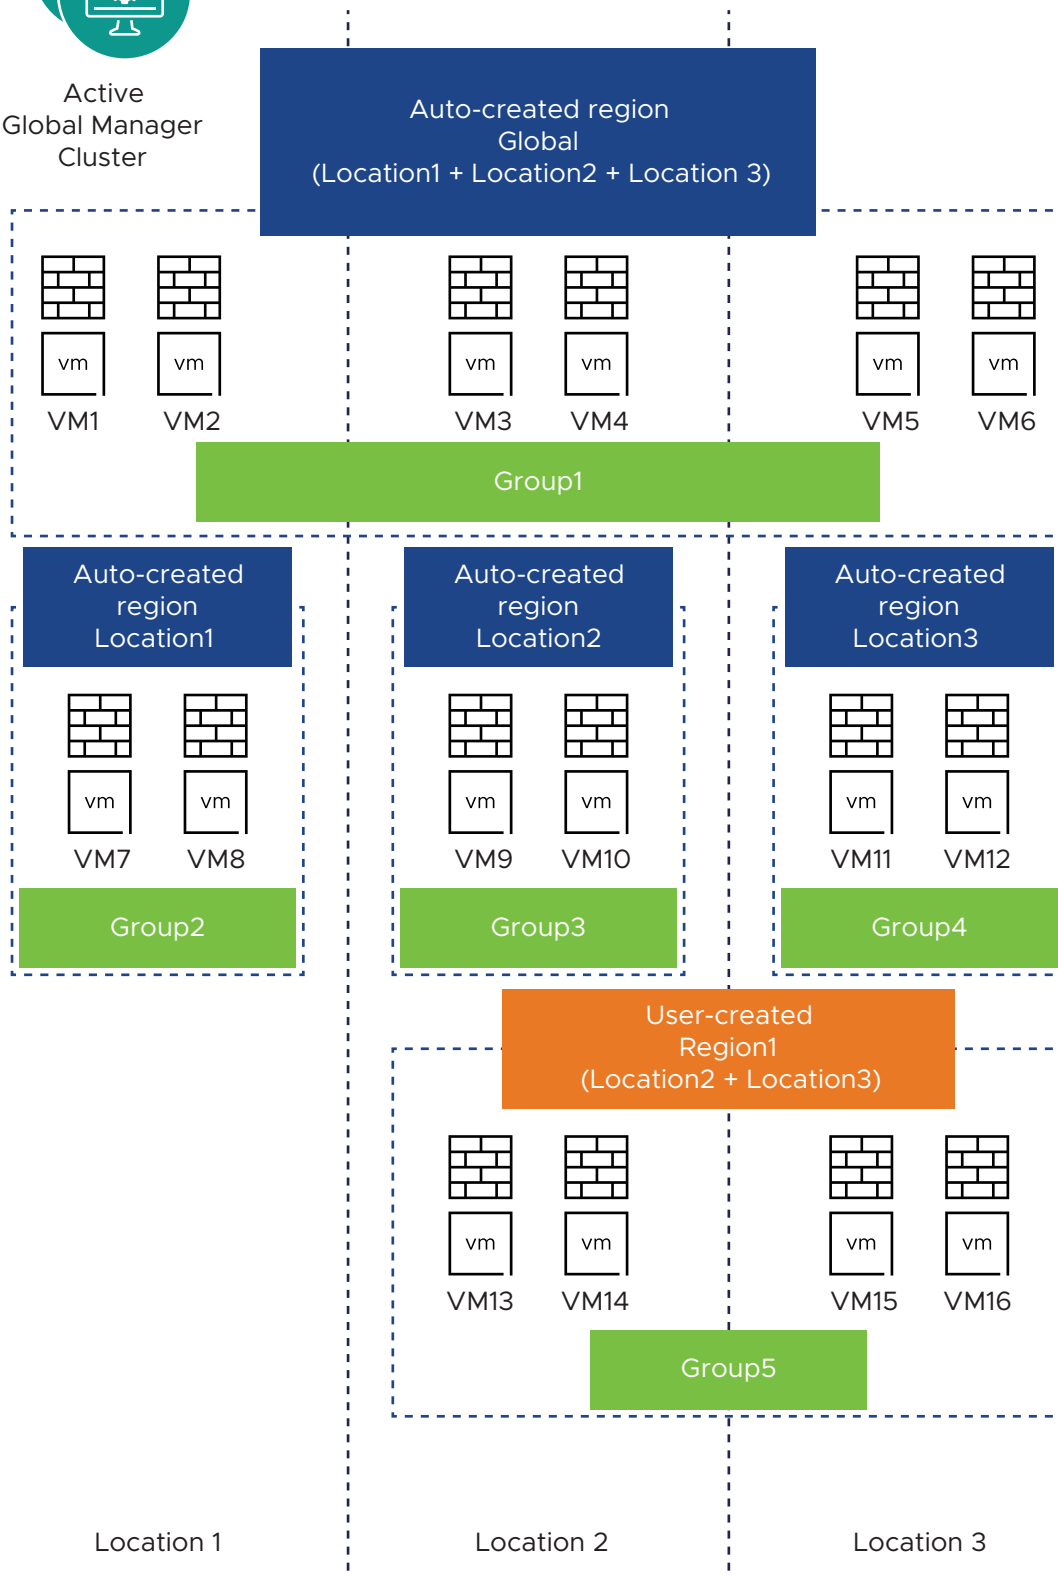 Active
Global Manager
Cluster
Auto-created region
Global
(Location1 + Location2 + Location 3)
vm vm vm vm vm vm
VM1 VM2 VM3 VM4 VM5 VM6
Group1
Auto-created
region
Location1
Auto-created
region
Location2
Auto-created
region
Location3
vm vm vm vm vm vm
VM7 VM8 VM9 VM10 VM11 VM12
Group2 Group3 Group4
User-created
Region1
(Location2 + Location3)
vm vm vm vm
VM13 VM14 VM15 VM16
Group5
Location 1 Location 2 Location 3